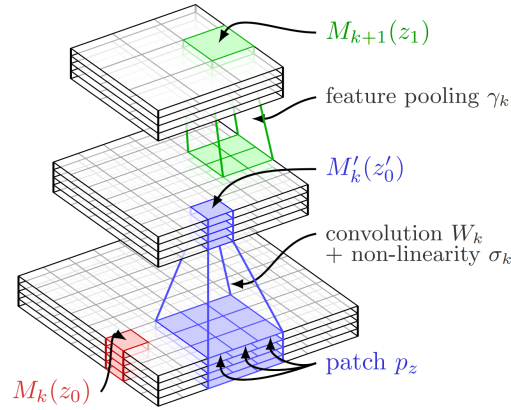 M_{k+1}(z_1)
feature pooling γ_k
M'_k(z'_0)
convolution W_k
+ non-linearity σ_k
patch p_z
M_k(z_0)